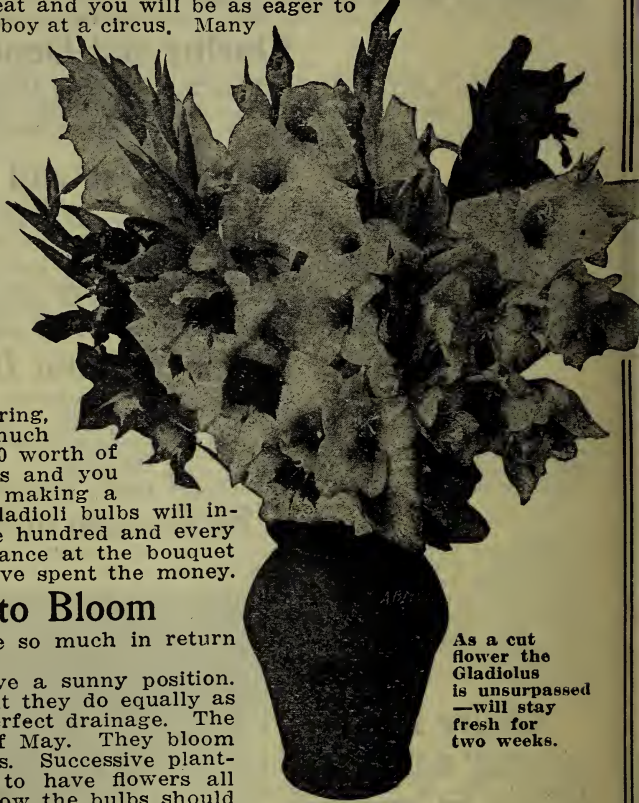 eat and you will be as eager to
boy at a circus. Many
ring,
much
0 worth of
s and you
making a
ladioli bulbs will in-
e hundred and every
ance at the bouquet
ve spent the money.
to Bloom
e so much in return
ve a sunny position.
t they do equally as
rfect drainage. The
f May. They bloom
s. Successive plant-
to have flowers all
ow the bulbs should
As a cut
flower the
Gladiolus
is unsurpassed
—will stay
fresh for
two weeks.